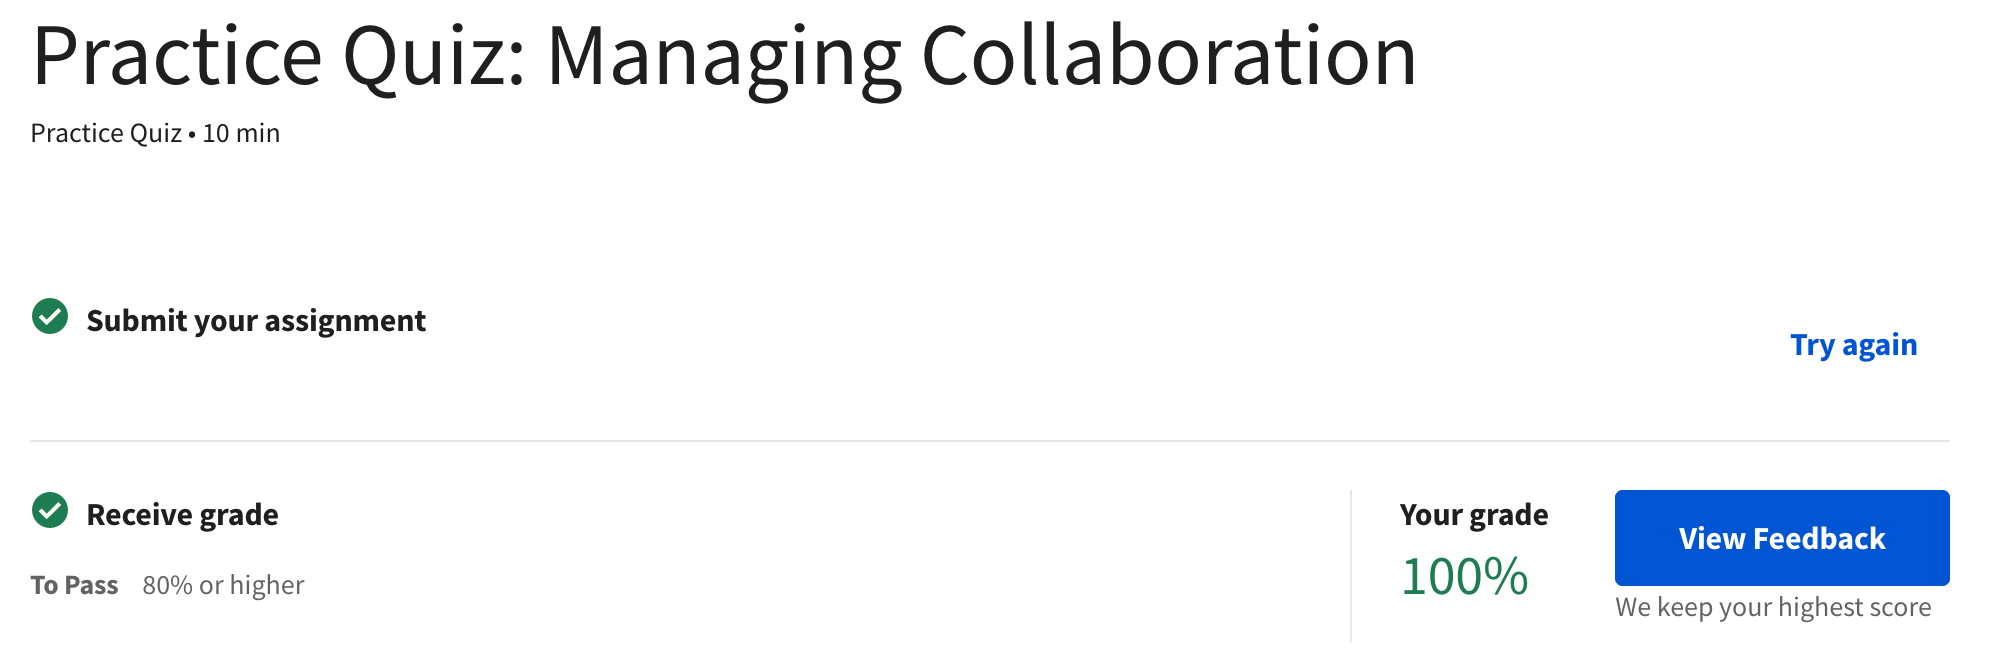 Practice Quiz: Managing Collaboration
Practice Quiz • 10 min
Submit your assignment
Try again
Receive grade
To Pass 80% or higher
Your grade
100%
View Feedback
We keep your highest score